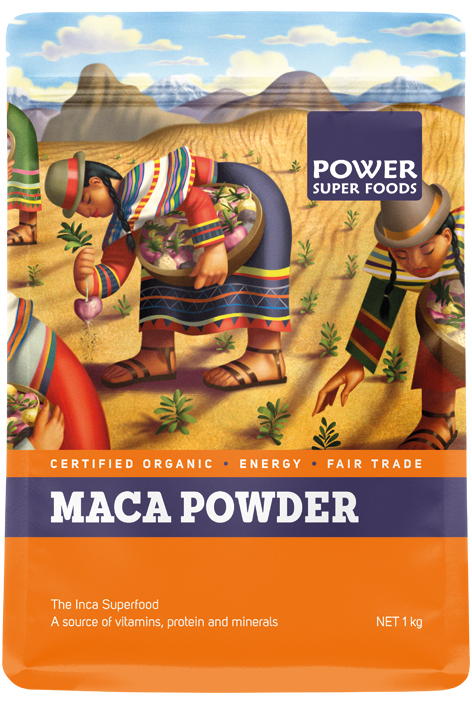 POWER
SUPER FOODS
CERTIFIED ORGANIC • ENERGY • FAIR TRADE
MACA POWDER
The Inca Superfood
A source of vitamins, protein and minerals
NET 1 kg